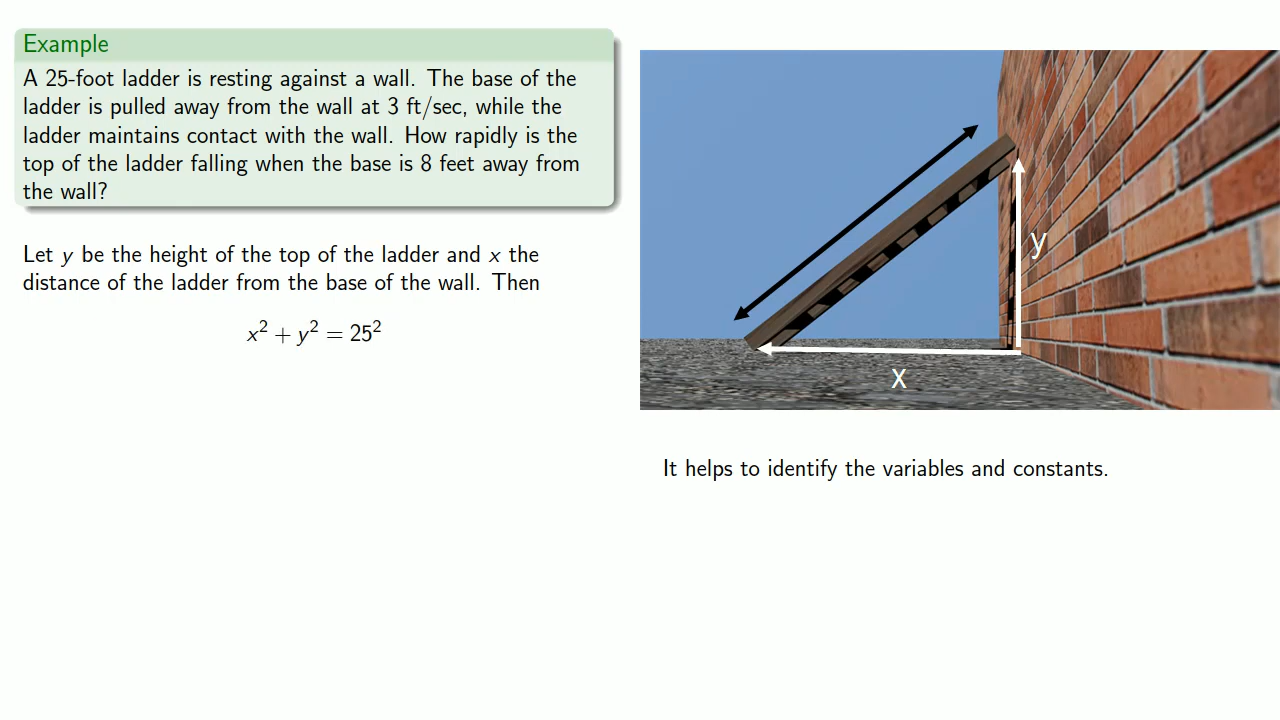 Example
A 25-foot ladder is resting against a wall. The base of the
ladder is pulled away from the wall at 3 ft/sec, while the
ladder maintains contact with the wall. How rapidly is the
top of the ladder falling when the base is 8 feet away from
the wall?
Let y be the height of the top of the ladder and x the
distance of the ladder from the base of the wall. Then
x² + y² = 25²
y
x
It helps to identify the variables and constants.